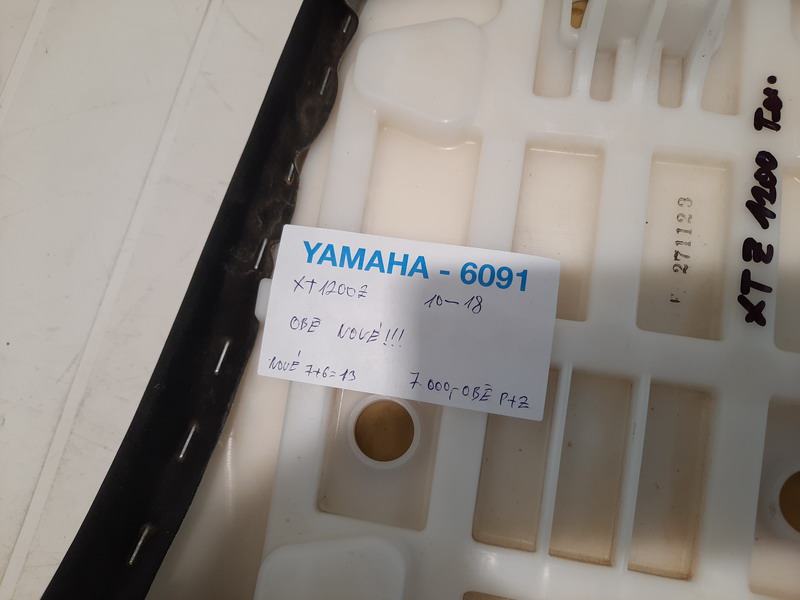 YAMAHA - 6091
XT1200Z 10-18
OBĚ NOVÉ!!!
NOVÉ 7+6=13 7.000,- OBĚ P+Z
XTZ 1200 Ten.
271123